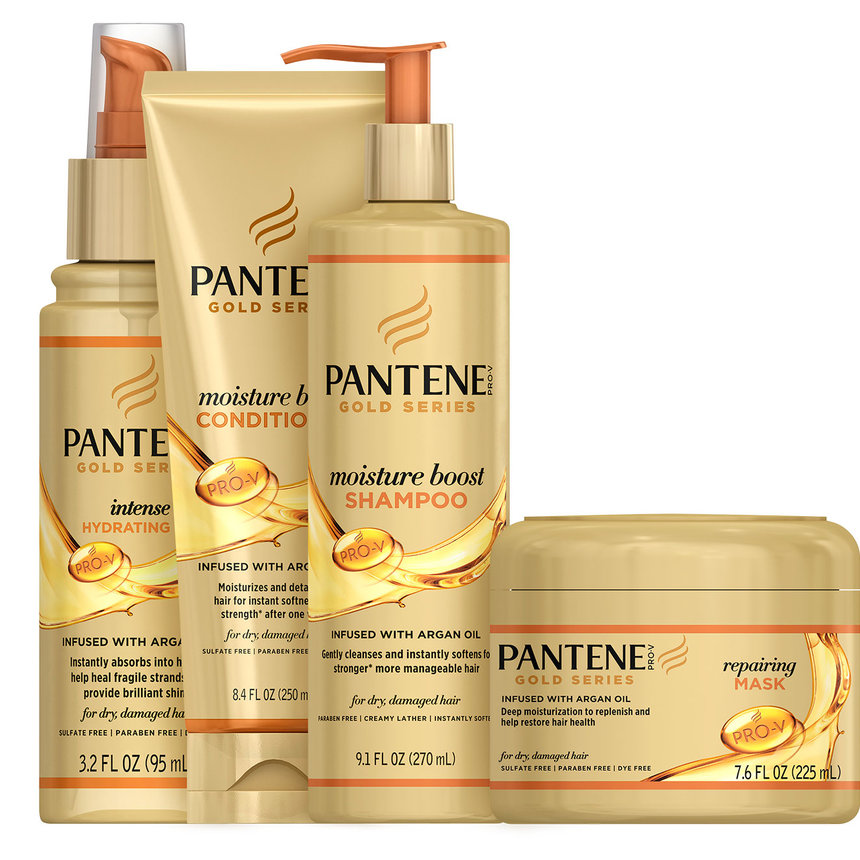 PANTE
GOLD SER
intense
HYDRATING
PRO-V
INFUSED WITH ARGA
Instantly absorbs into h
help heal fragile strands
provide brilliant shin
for dry, damaged ha
SULFATE FREE | PARABEN FREE |
3.2 FL OZ (95 mL
PANTE
GOLD SER
moisture b
CONDITIO
PRO-V
INFUSED WITH ARG
Moisturizes and deta
hair for instant softne
strength* after one
for dry, damaged
SULFATE FREE | PARABEN FREE
8.4 FL OZ (250 m
PANTENE PRO-V
GOLD SERIES
moisture boost
SHAMPOO
PRO-V
INFUSED WITH ARGAN OIL
Gently cleanses and instantly softens fo
stronger* more manageable hair
for dry, damaged hair
PARABEN FREE | CREAMY LATHER | INSTANTLY SOFTE
9.1 FL OZ (270 mL)
PANTENE PRO-V
GOLD SERIES
INFUSED WITH ARGAN OIL
Deep moisturization to replenish and
help restore hair health
for dry, damaged hair
SULFATE FREE | PARABEN FREE | DYE FREE
repairing
MASK
PRO-V
7.6 FL OZ (225 mL)